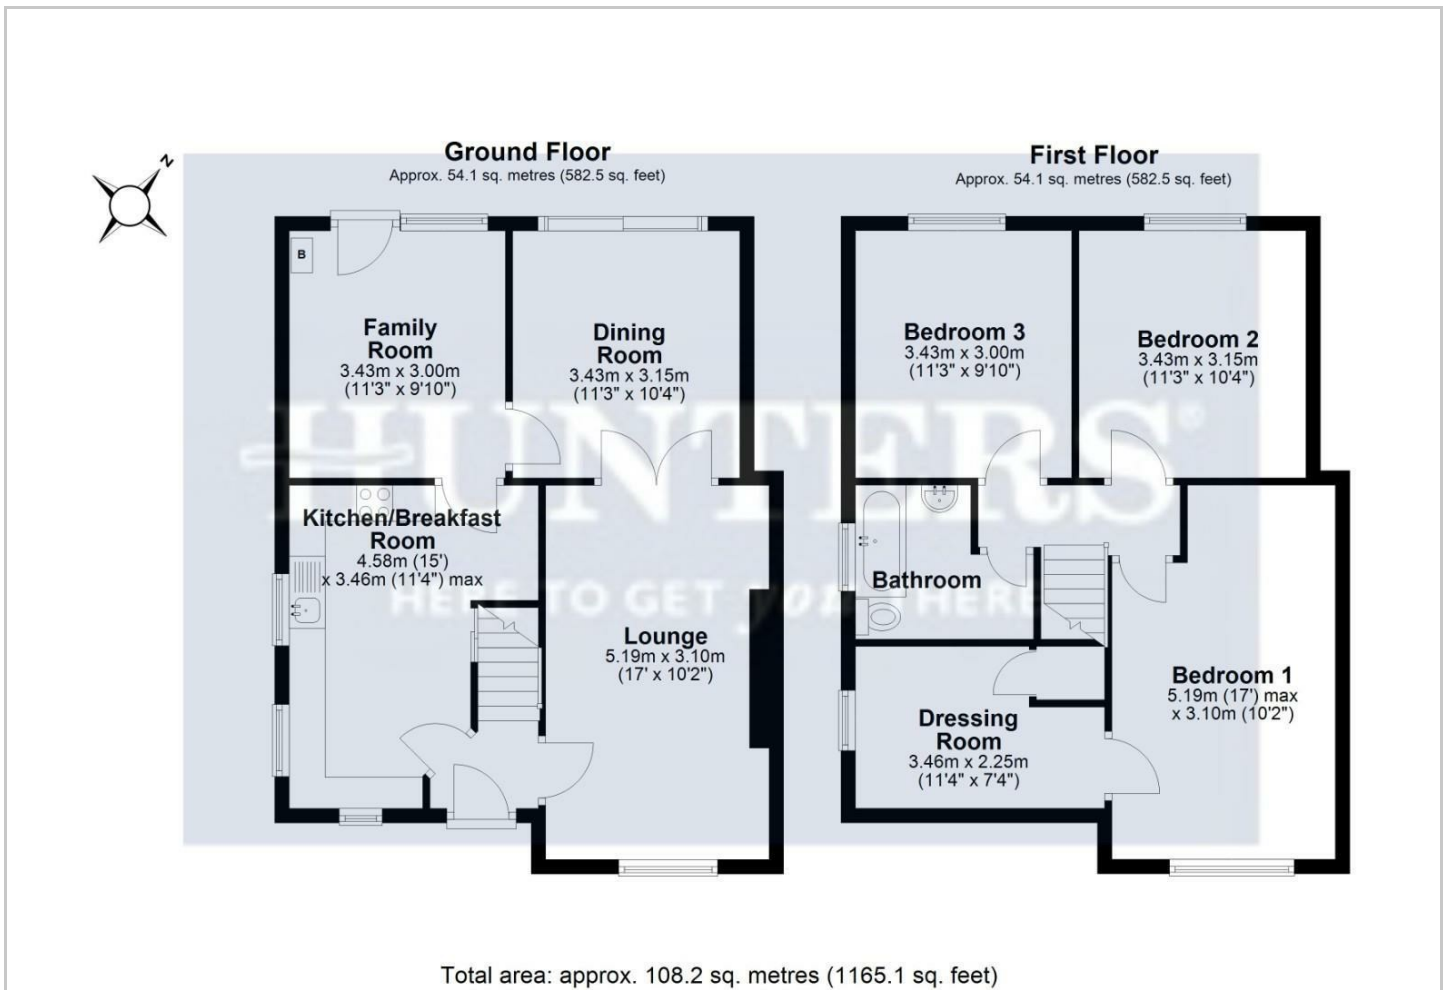 Ground Floor
Approx. 54.1 sq. metres (582.5 sq. feet)
First Floor
Approx. 54.1 sq. metres (582.5 sq. feet)
N
B
Family
Room
3.43m x 3.00m
(11'3" x 9'10")
Dining
Room
3.43m x 3.15m
(11'3" x 10'4")
Bedroom 3
3.43m x 3.00m
(11'3" x 9'10")
Bedroom 2
3.43m x 3.15m
(11'3" x 10'4")
HUNTERS®
HERE TO GET you THERE
Kitchen/Breakfast
Room
4.58m (15')
x 3.46m (11'4") max
Lounge
5.19m x 3.10m
(17' x 10'2")
Bathroom
Dressing
Room
3.46m x 2.25m
(11'4" x 7'4")
Bedroom 1
5.19m (17') max
x 3.10m (10'2")
Total area: approx. 108.2 sq. metres (1165.1 sq. feet)